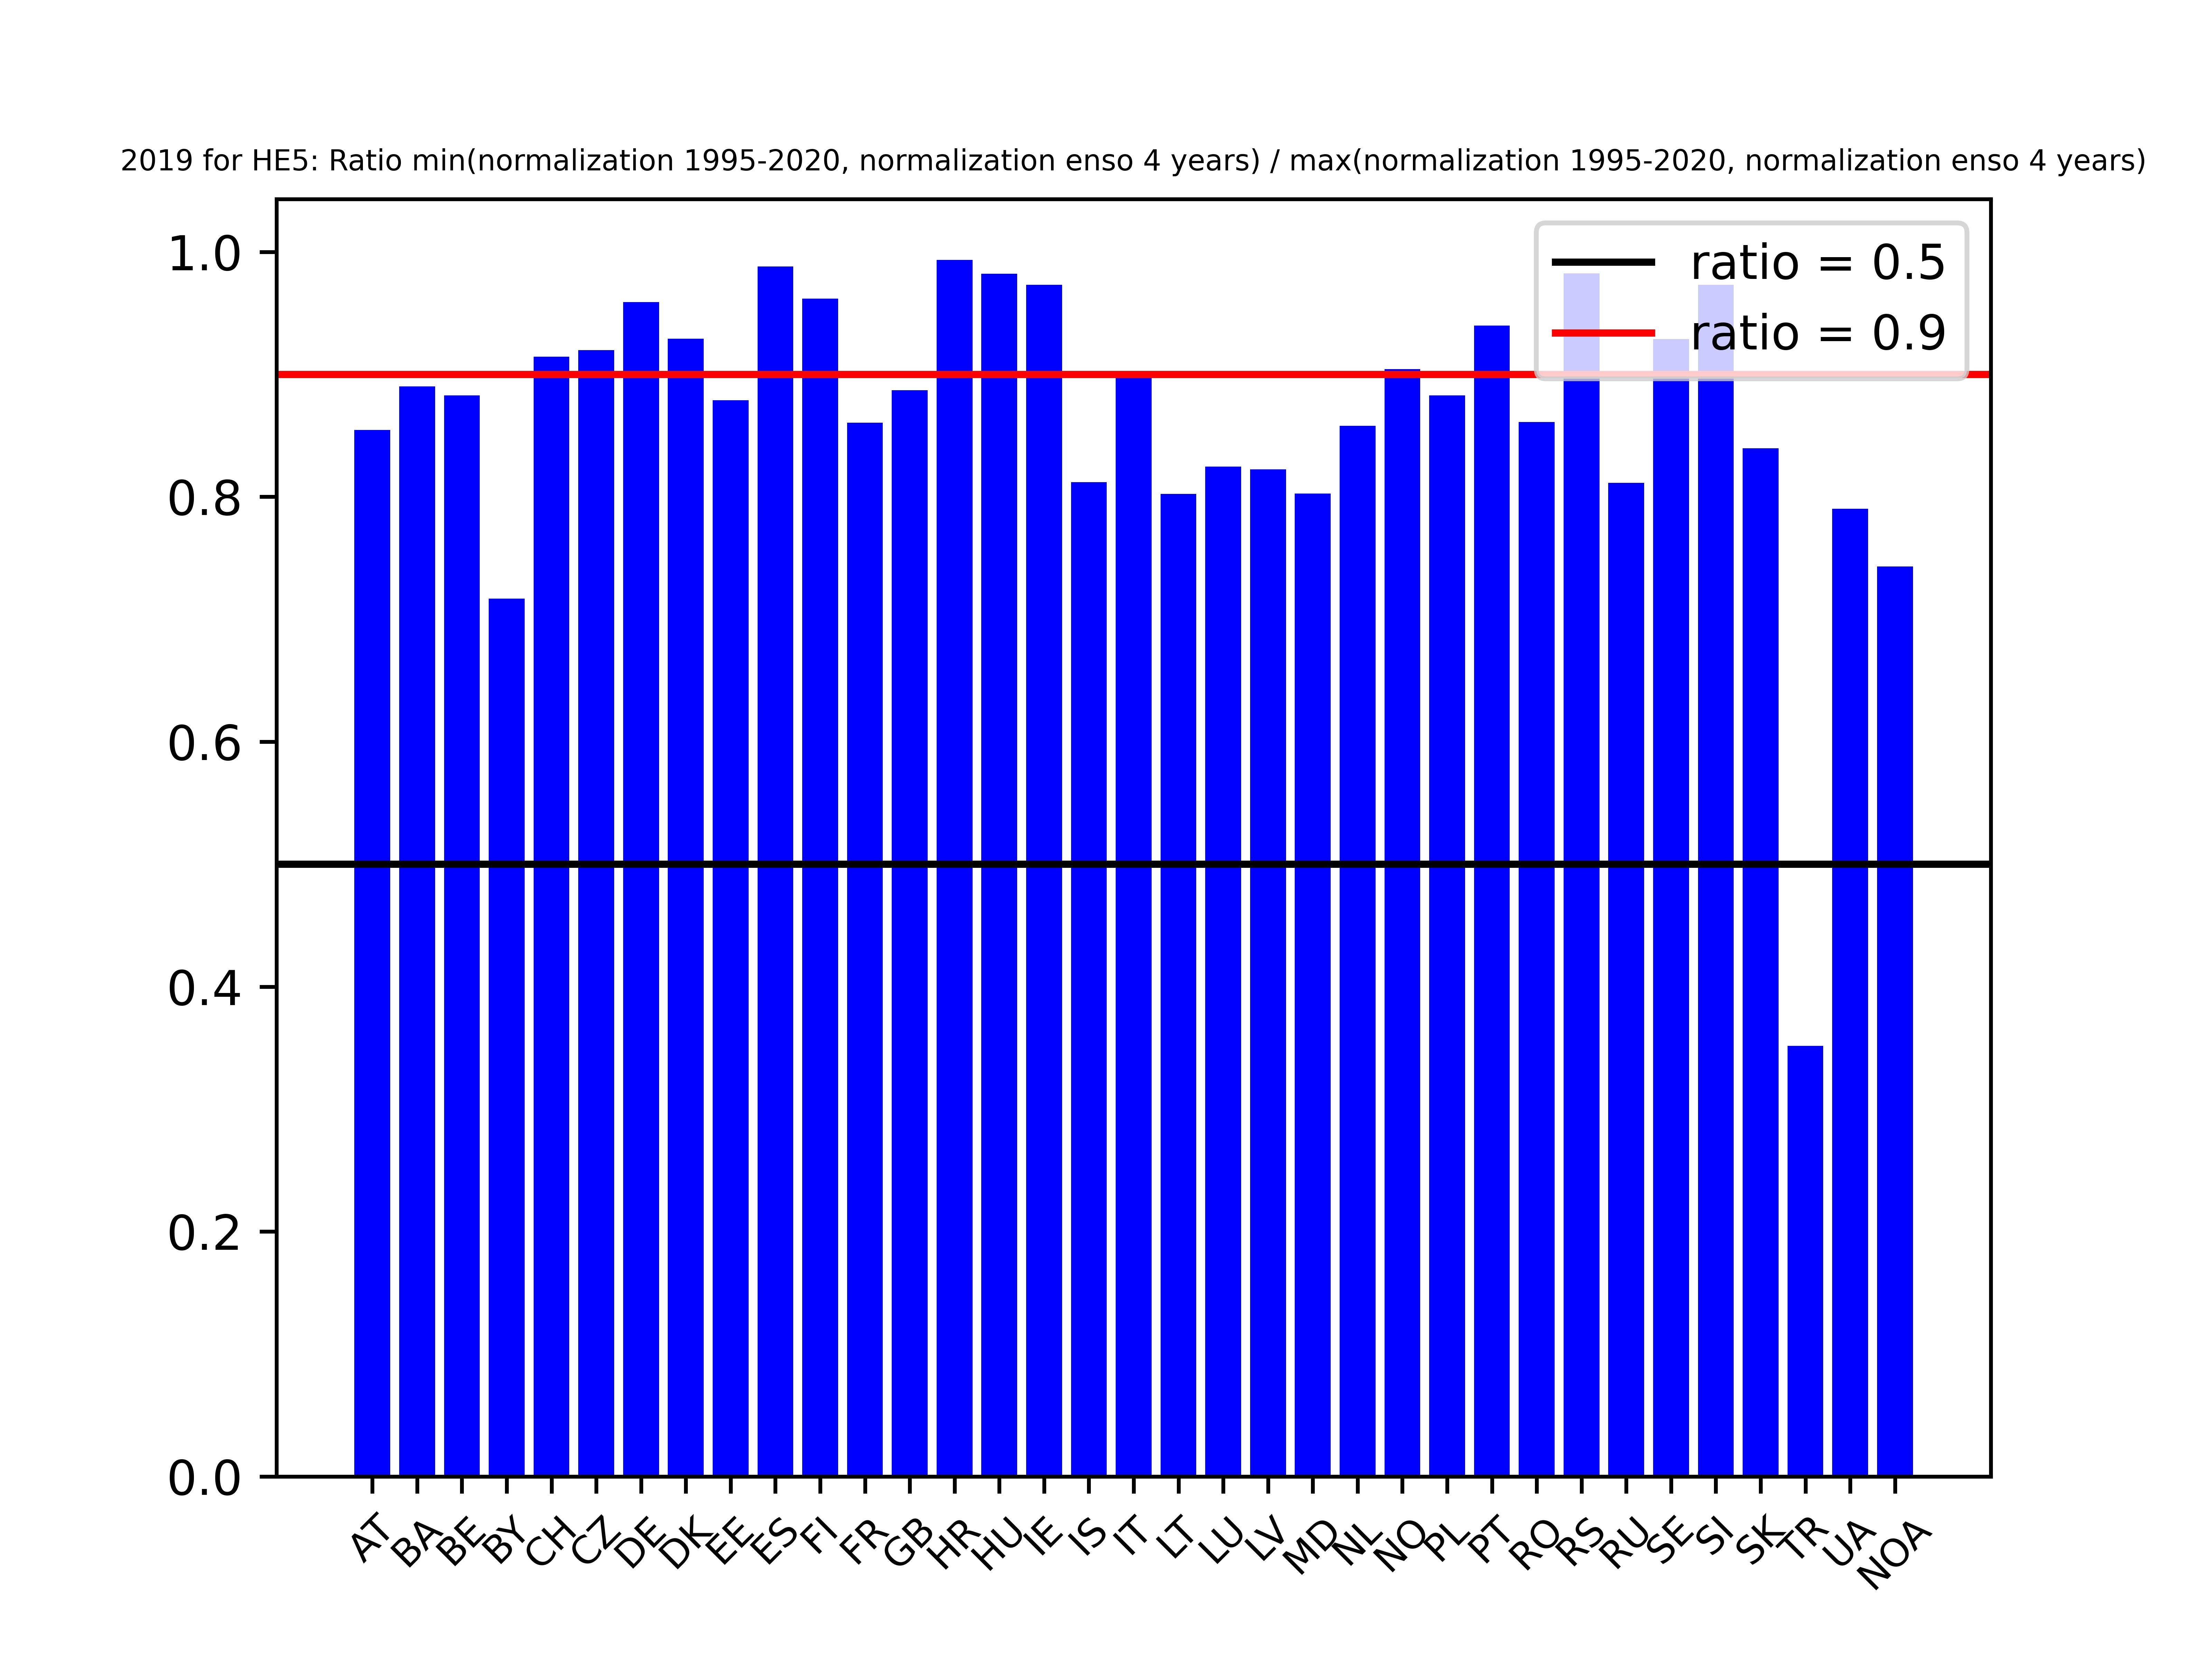 2019 for HE5: Ratio min(normalization 1995-2020, normalization enso 4 years) / max(normalization 1995-2020, normalization enso 4 years)
1.0
0.8
0.6
0.4
0.2
0.0
ratio = 0.5
ratio = 0.9
AT BA BE BY CH CZ DE DK EE ES FI FR GB HR HU IE IS IT LT LU LV MD NL NO PL PT RO RS RU SE SI SK TR UA NOA